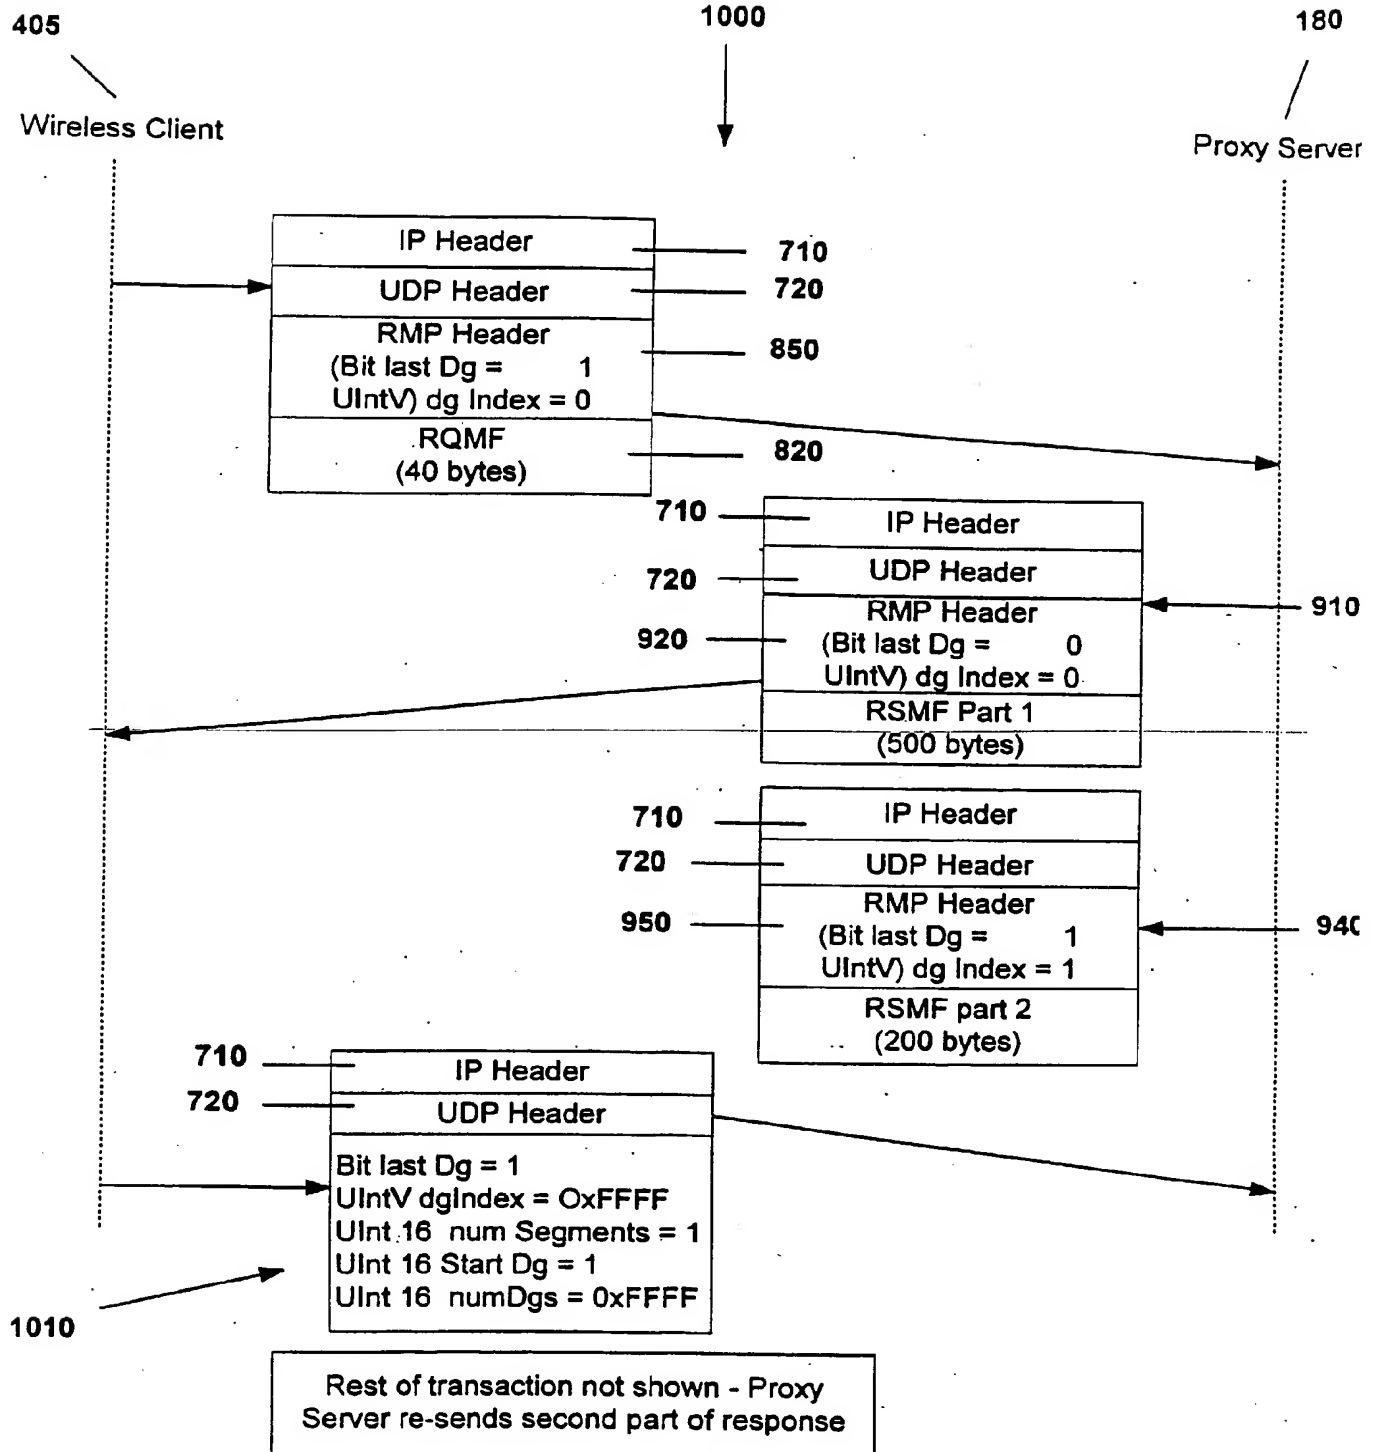 405
1000
180
Wireless Client
Proxy Server
IP Header
710
UDP Header
720
RMP Header
850
(Bit last Dg = 1
UIntV) dg Index = 0
RQMF
820
(40 bytes)
710
IP Header
720
UDP Header
910
RMP Header
920
(Bit last Dg = 0
UIntV) dg Index = 0
RSMF Part 1
(500 bytes)
710
IP Header
720
UDP Header
RMP Header
950
940
(Bit last Dg = 1
UIntV) dg Index = 1
RSMF part 2
(200 bytes)
710
IP Header
720
UDP Header
Bit last Dg = 1
UIntV dgIndex = OxFFFF
UInt 16 num Segments = 1
UInt 16 Start Dg = 1
UInt 16 numDgs = 0xFFFF
1010
Rest of transaction not shown - Proxy
Server re-sends second part of response